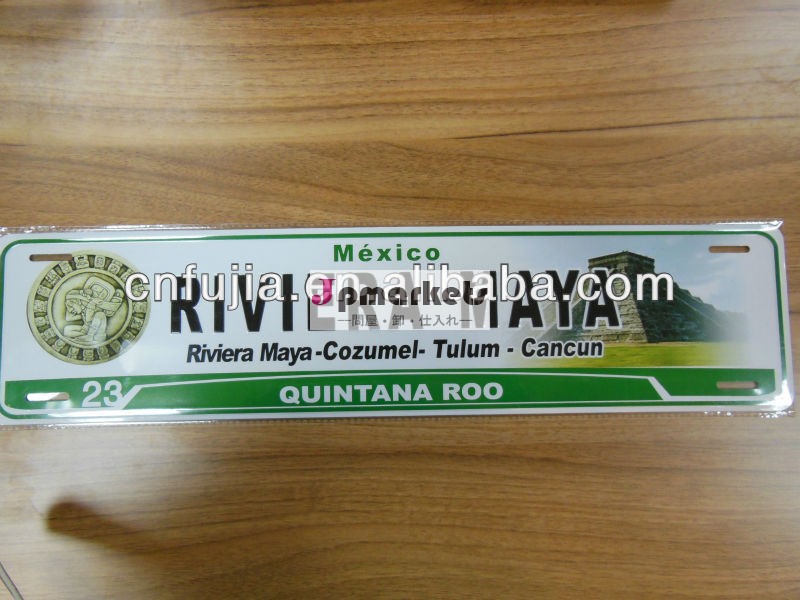 México
RIVIERA MAYA
cnfujia.en.alibaba.com
Jpmarkets
―問屋・卸・仕入れ―
Riviera Maya-Cozumel- Tulum - Cancun
23 QUINTANA ROO